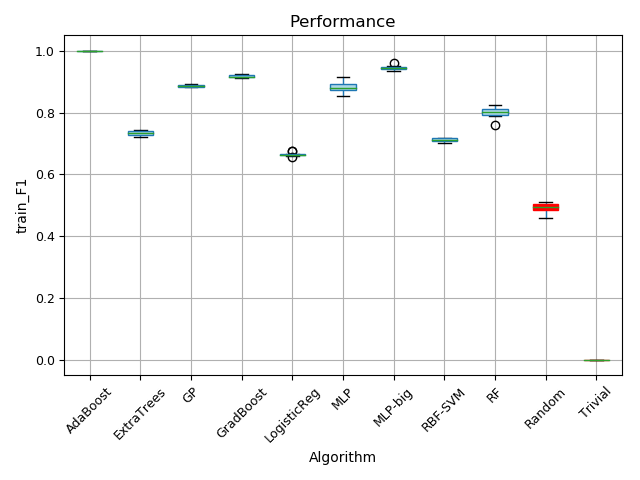 Performance
train_F1
1.0
0.8
0.6
0.4
0.2
0.0
AdaBoost
ExtraTrees
GP
GradBoost
LogisticReg
MLP
MLP-big
RBF-SVM
RF
Random
Trivial
Algorithm